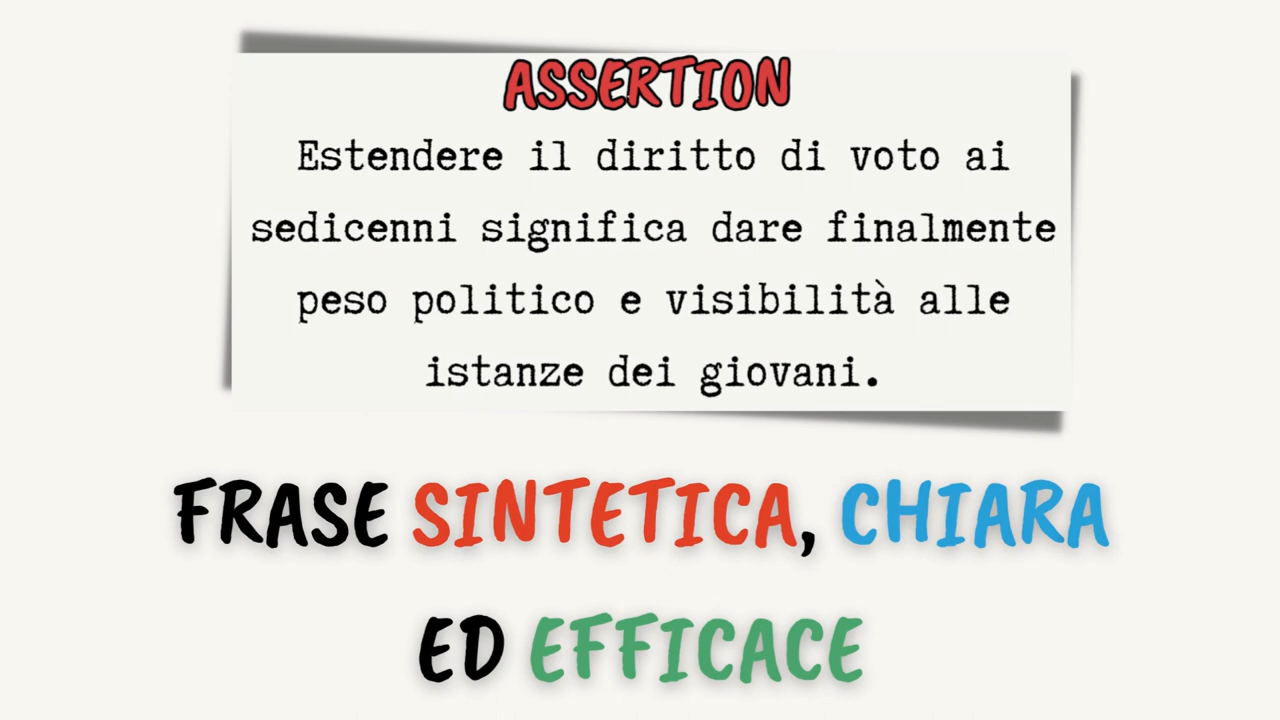 ASSERTION
Estendere il diritto di voto ai
sedicenni significa dare finalmente
peso politico e visibilità alle
istanze dei giovani.
FRASE SINTETICA, CHIARA
ED EFFICACE